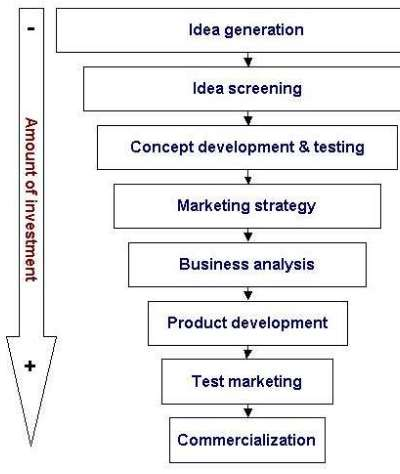 -
Idea generation
Idea screening
Concept development & testing
Marketing strategy
Business analysis
Product development
Test marketing
Commercialization
Amount of investment
+